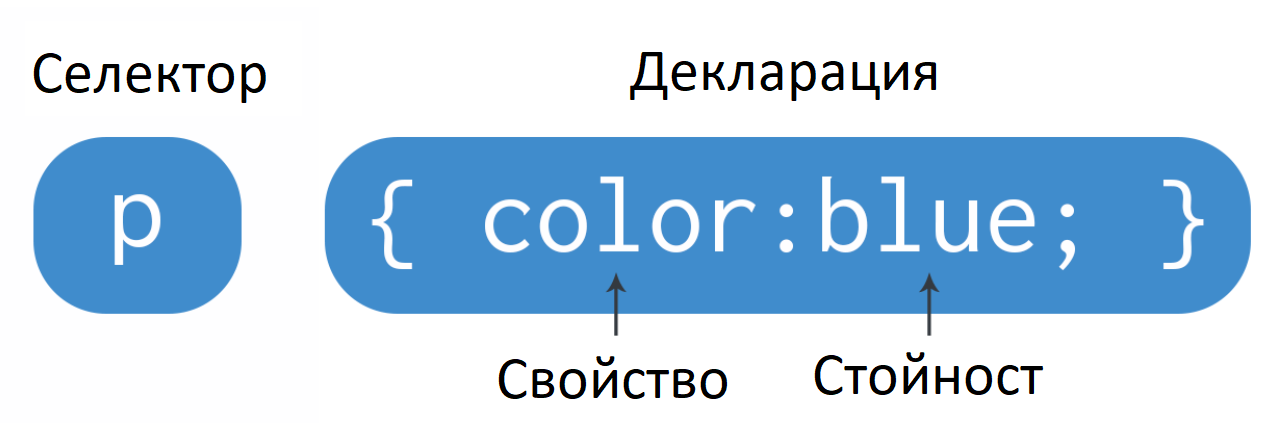 Селектор Декларация
p { color:blue; }
Свойство Стойност